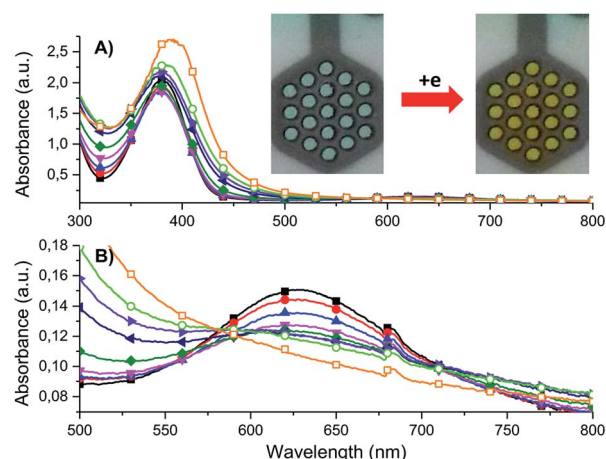 A)
+e
Absorbance (a.u.)
2,5
2,0
1,5
1,0
0,5
300 400 500 600 700 800
B)
Absorbance (a.u.)
0,18
0,16
0,14
0,12
0,10
0,08
500 550 600 650 700 750 800
Wavelength (nm)